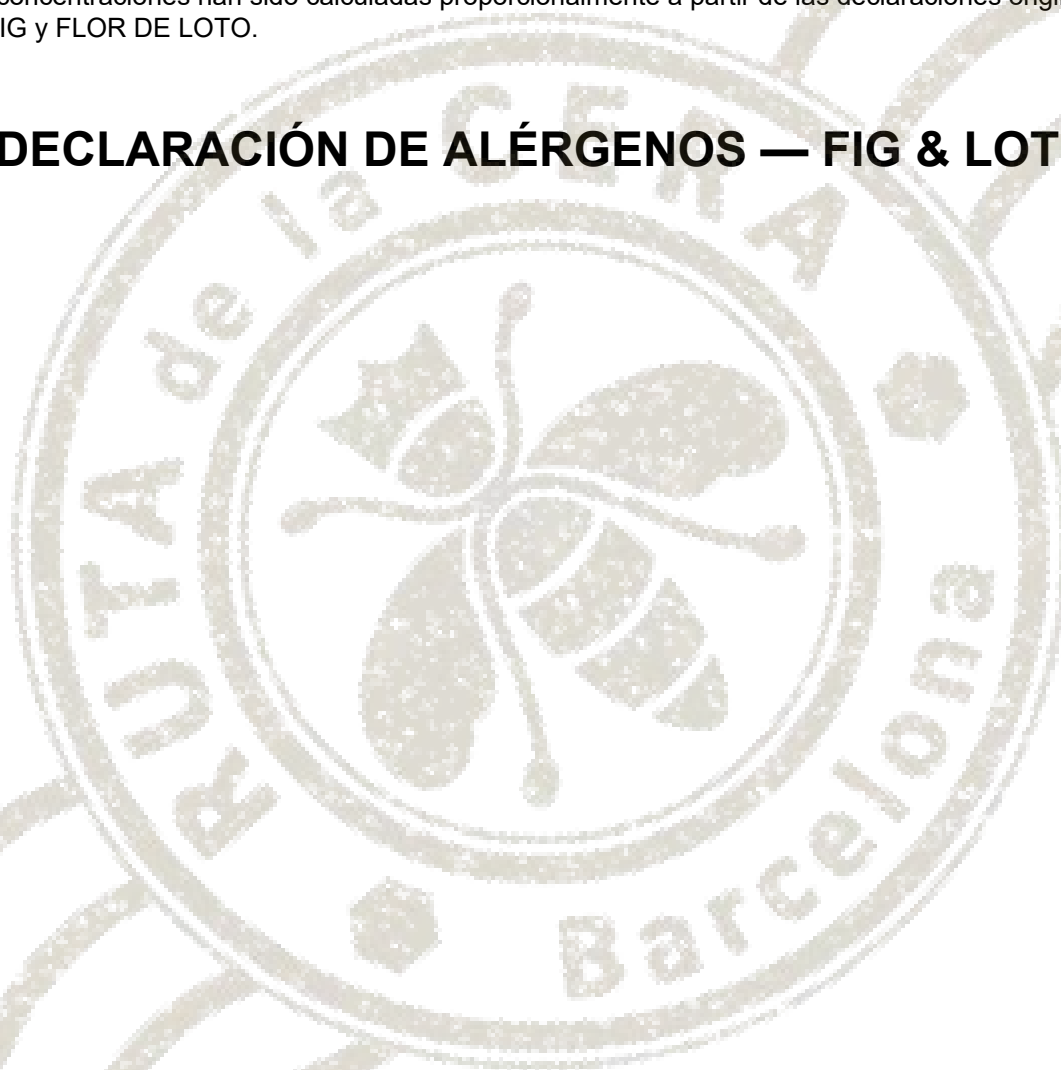 concentraciones han sido calculadas proporcionalmente a partir de las declaraciones
IG y FLOR DE LOTO.
DECLARACIÓN DE ALÉRGENOS — FIG & LOT
RUTA de la CERA
Barcelona